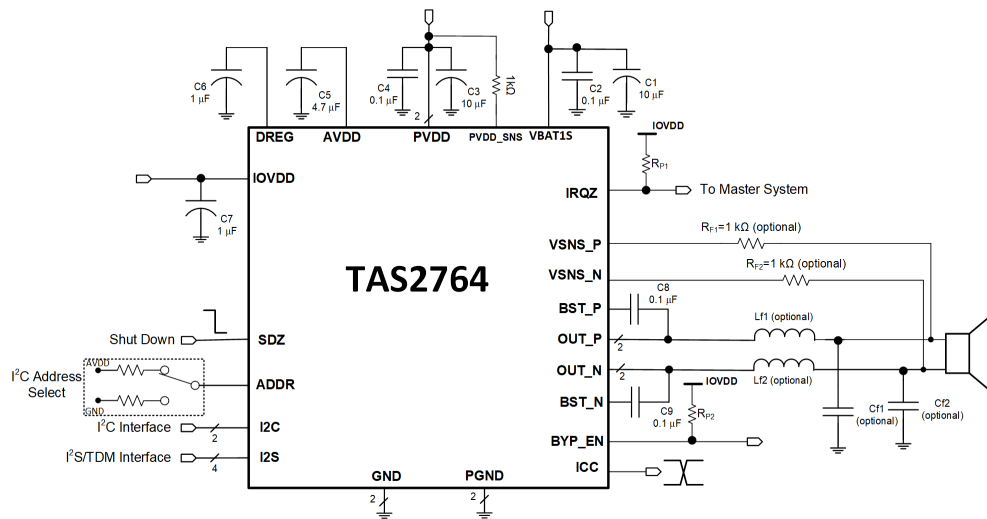 C6
1 μF
C5
4.7 μF
C4
0.1 μF
C3
10 μF
1kΩ
C2
0.1 μF
C1
10 μF
2
DREG
AVDD
PVDD
PVDD_SNS
VBAT1S
IOVDD
RP1
IOVDD
C7
1 μF
IRQZ
To Master System
VSNS_P
RF1=1 kΩ (optional)
VSNS_N
RF2=1 kΩ (optional)
TAS2764
BST_P
C8
0.1 μF
Shut Down
SDZ
OUT_P
2
Lf1 (optional)
I2C Address
Select
AVDD
GND
ADDR
OUT_N
2
Lf2 (optional)
IOVDD
BST_N
C9
0.1 μF
RP2
Cf1
(optional)
Cf2
(optional)
I2C Interface
2
I2C
BYP_EN
I2S/TDM Interface
4
I2S
ICC
GND
PGND
2
2